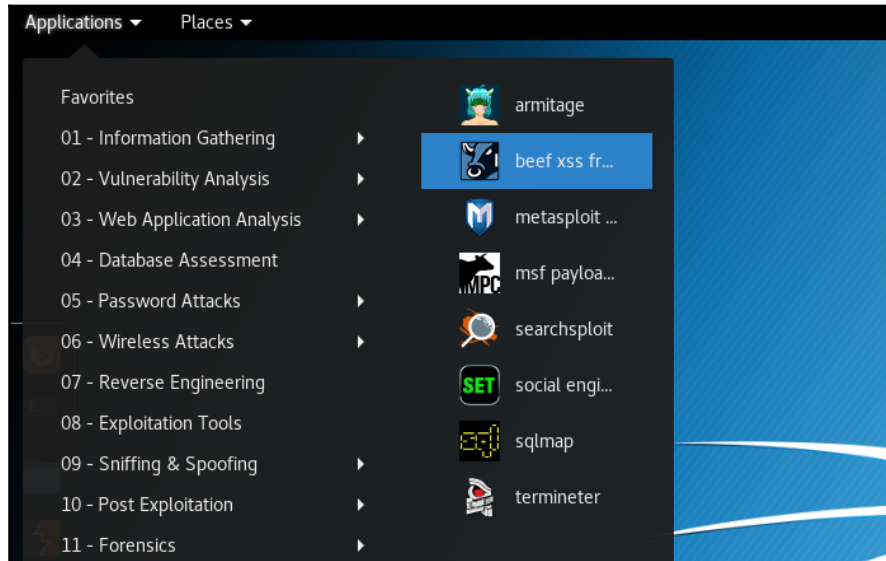 Applications Places
Favorites
01 - Information Gathering
02 - Vulnerability Analysis
03 - Web Application Analysis
04 - Database Assessment
05 - Password Attacks
06 - Wireless Attacks
07 - Reverse Engineering
08 - Exploitation Tools
09 - Sniffing & Spoofing
10 - Post Exploitation
11 - Forensics
armitage
beef xss fr...
metasploit ...
M
msf payloa...
MPC
searchsploit
social engi...
SET
sqlmap
sql
termineter